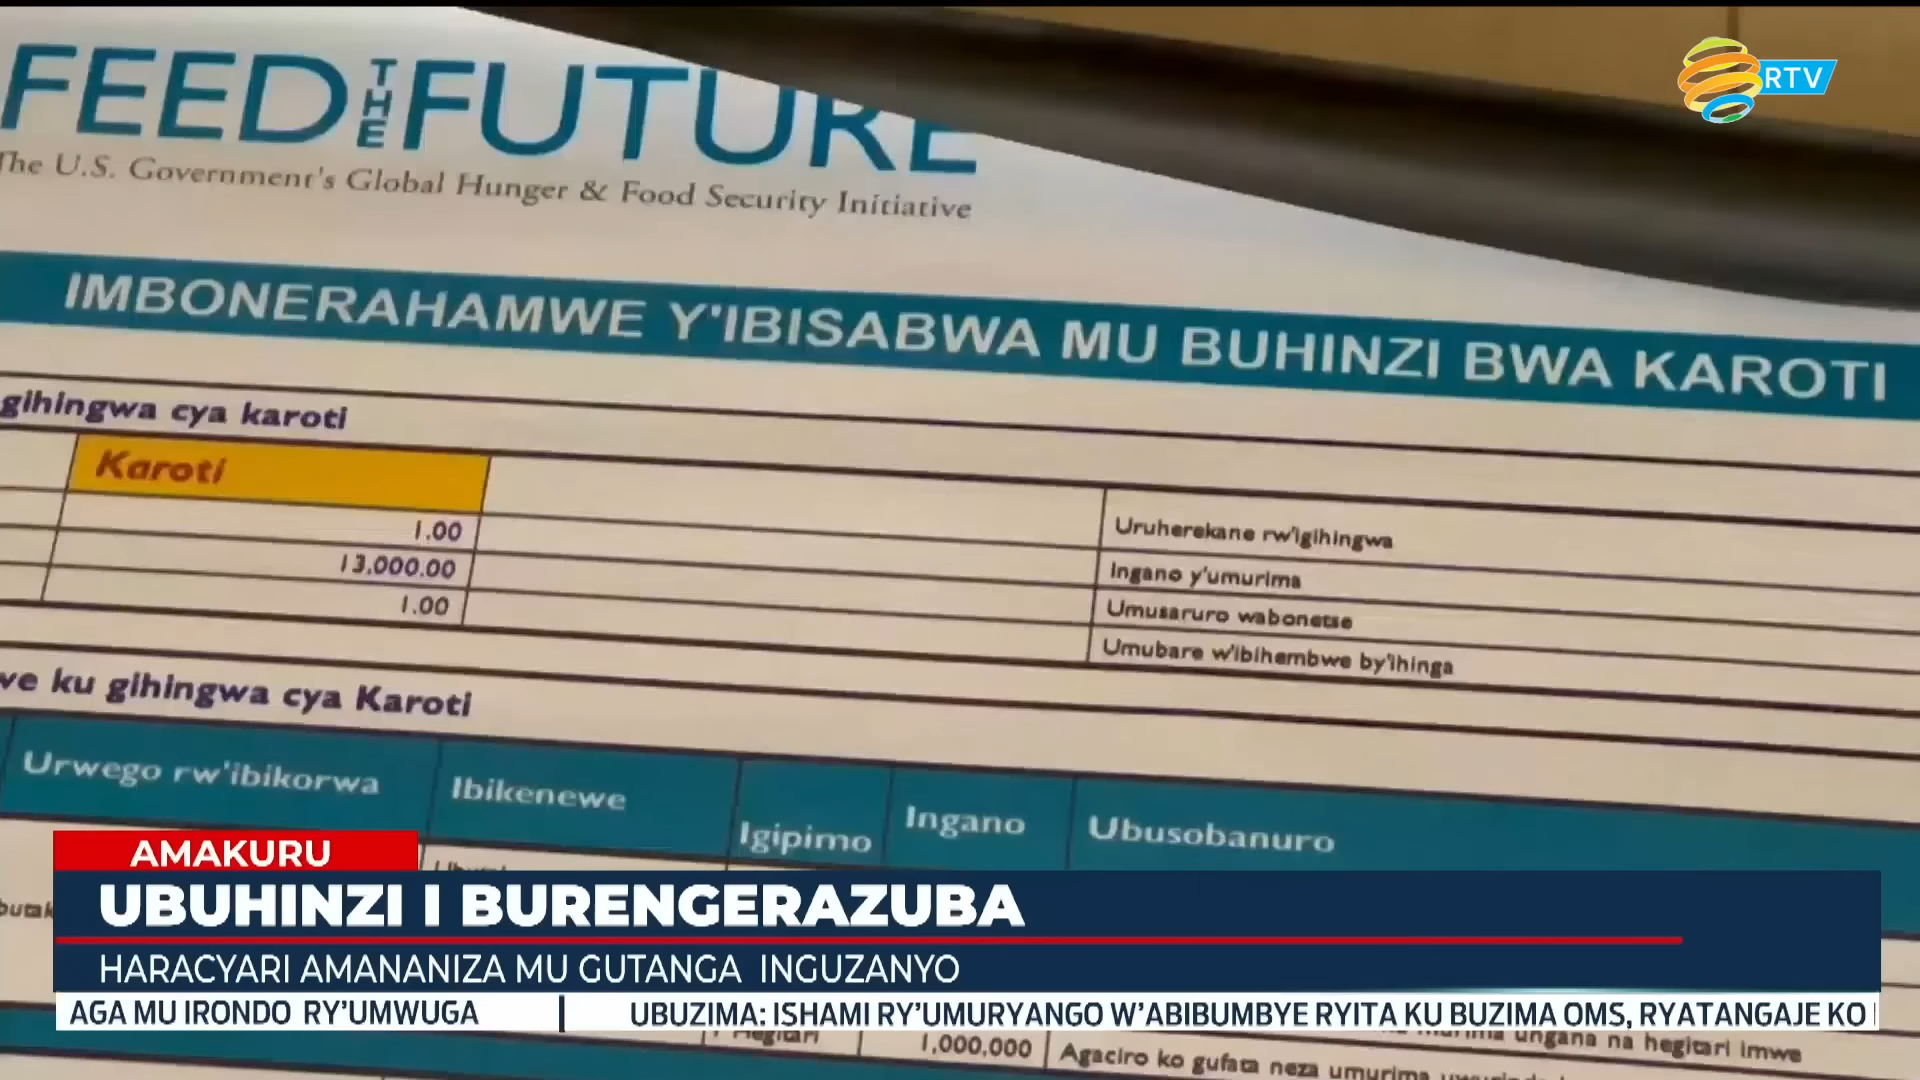 RTV
FEED THE FUTURE
The U.S. Government's Global Hunger & Food Security Initiative
IMBONERAHAMWE Y'IBISABWA MU BUHINZI BWA KAROTI
gihingwa cya karoti
Karoti
1.00
Uruherekane rw'igihingwa
13,000.00
Ingano y'umurima
1.00
Umusaruro wabonetse
Umubare w'ibihembwe by'ihinga
ku gihingwa cya Karoti
Urwego rw'ibikorwa
Ibikenewe
Igipimo
Ingano
Ubusobanuro
AMAKURU
UBUHINZI I BURENGERAZUBA
HARACYARI AMANANIZA MU GUTANGA INGUZANYO
AGA MU IRONDO RY'UMWUGA | UBUZIMA: ISHAMI RY'UMURYANGO W'ABIBUMBYE RYITA KU BUZIMA OMS, RYATANGAJE KO
ungana na hegitari imwe
1,000,000
Agaciro ko gufata neza umurima